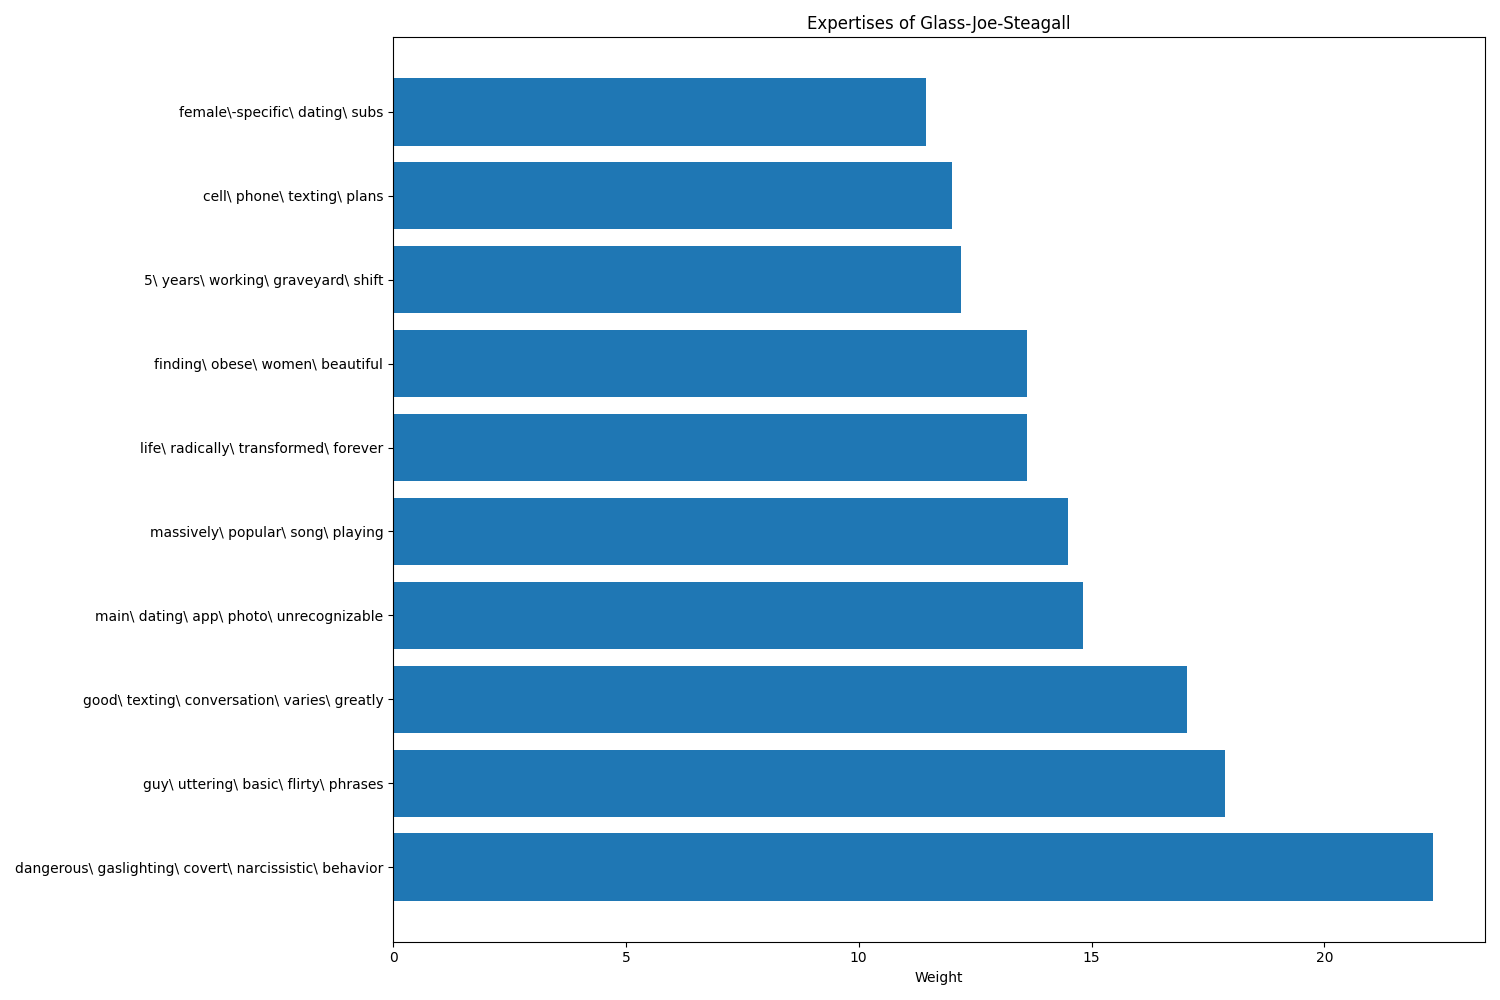 Expertises of Glass-Joe-Steagall
female\-specific\ dating\ subs
cell\ phone\ texting\ plans
5\ years\ working\ graveyard\ shift
finding\ obese\ women\ beautiful
life\ radically\ transformed\ forever
massively\ popular\ song\ playing
main\ dating\ app\ photo\ unrecognizable
good\ texting\ conversation\ varies\ greatly
guy\ uttering\ basic\ flirty\ phrases
dangerous\ gaslighting\ covert\ narcissistic\ behavior
0 5 10 15 20
Weight